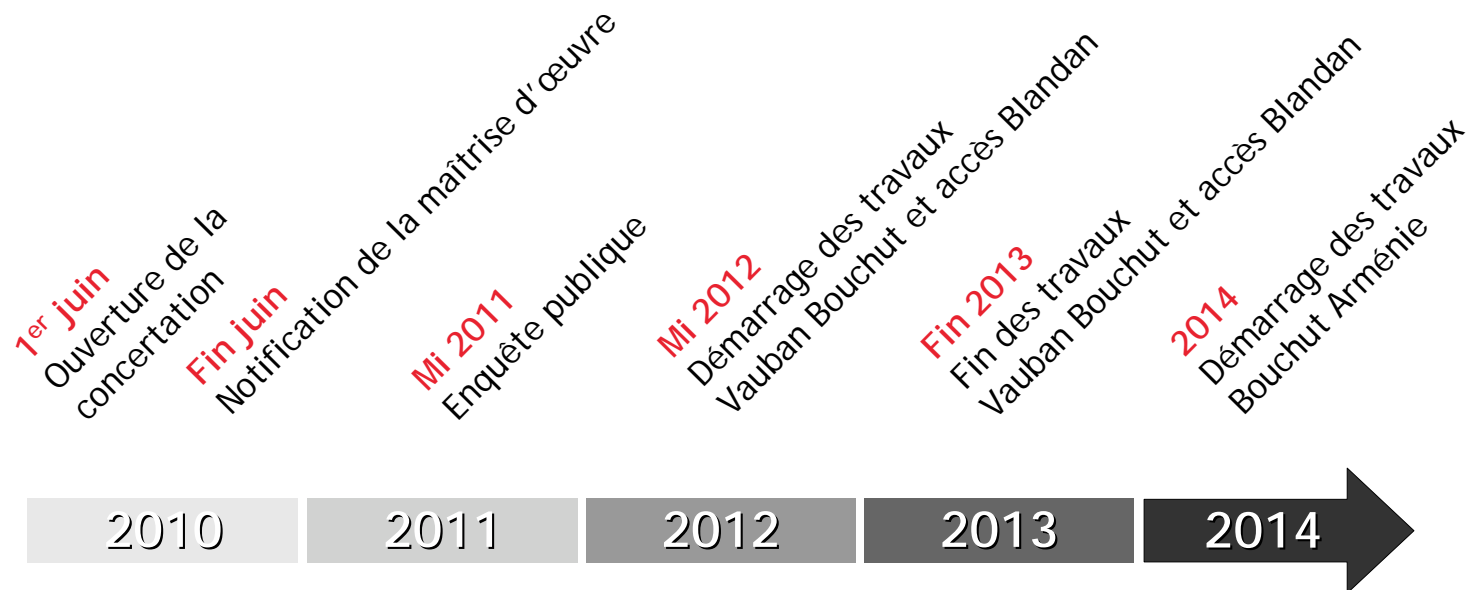 1er juin
Ouverture de la
concertation
Fin juin
Notification de la maîtrise d'œuvre
Mi 2011
Enquête publique
Mi 2012
Démarrage des travaux
Vauban Bouchut et accès Blandan
Fin 2013
Fin des travaux
Vauban Bouchut et accès Blandan
2014
Démarrage des travaux
Bouchut Arménie
2010
2011
2012
2013
2014